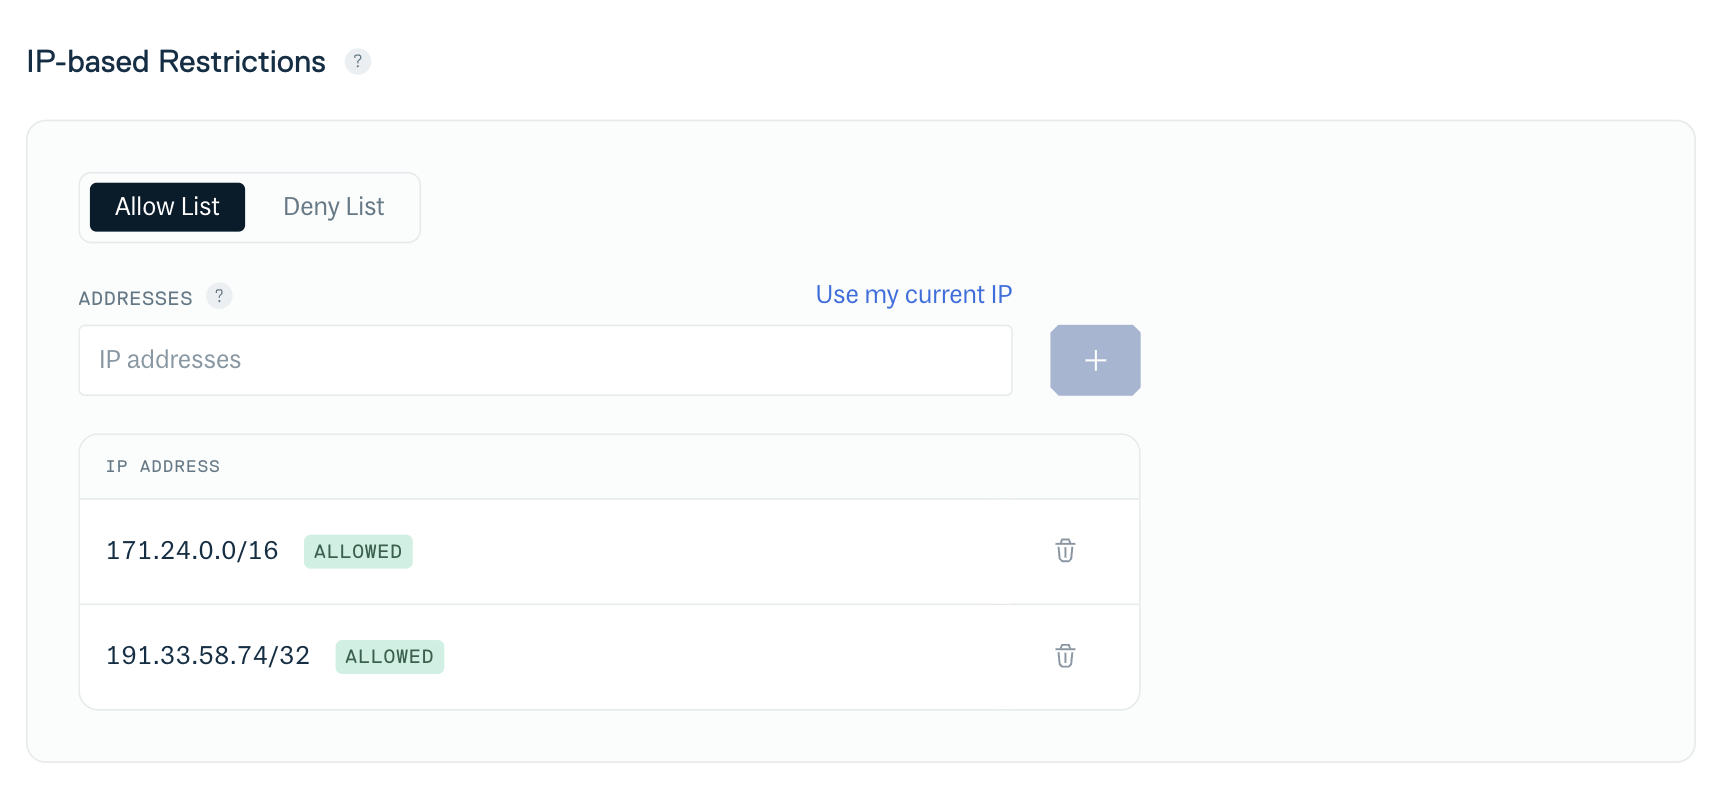 IP-based Restrictions ?
Allow List Deny List
ADDRESSES ? Use my current IP
IP addresses +
IP ADDRESS
171.24.0.0/16 ALLOWED
191.33.58.74/32 ALLOWED